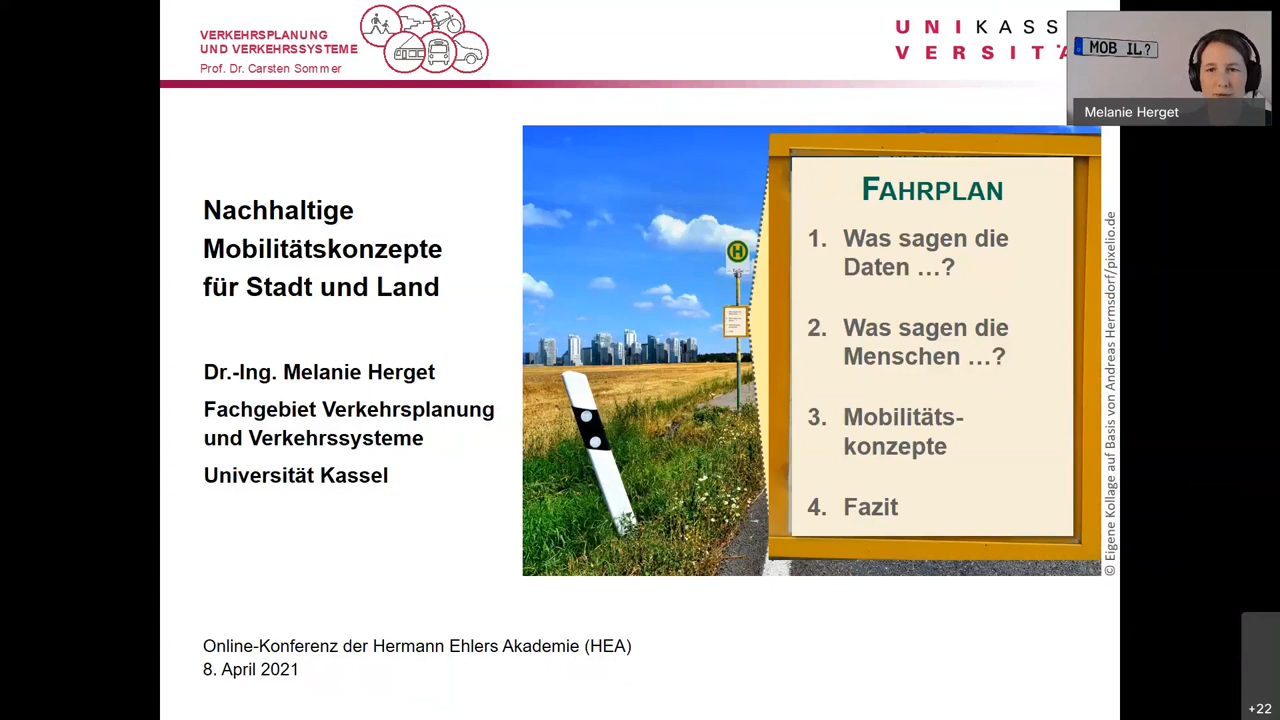 VERKEHRSPLANUNG
UND VERKEHRSSYSTEME
Prof. Dr. Carsten Sommer
UNIKASS
VERSITÄ
MOB IL?
Melanie Herget
Nachhaltige
Mobilitätskonzepte
für Stadt und Land
Dr.-Ing. Melanie Herget
Fachgebiet Verkehrsplanung
und Verkehrssysteme
Universität Kassel
H
FAHRPLAN
1. Was sagen die
Daten …?
2. Was sagen die
Menschen …?
3. Mobilitäts-
konzepte
4. Fazit
© Eigene Kollage auf Basis von Andreas Hermsdorf/pixelio.de
Online-Konferenz der Hermann Ehlers Akademie (HEA)
8. April 2021
+22